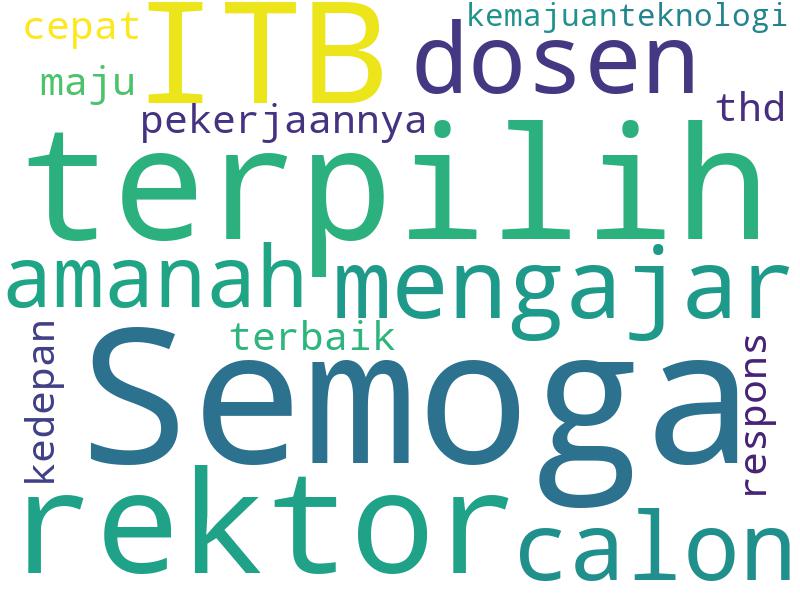 cepat
ITB
kemajuanteknologi
dosen
maju
thd
pekerjaannya
terpilih
amanah
mengajar
kedepan
terbaik
Semoga
respons
rektor
calon